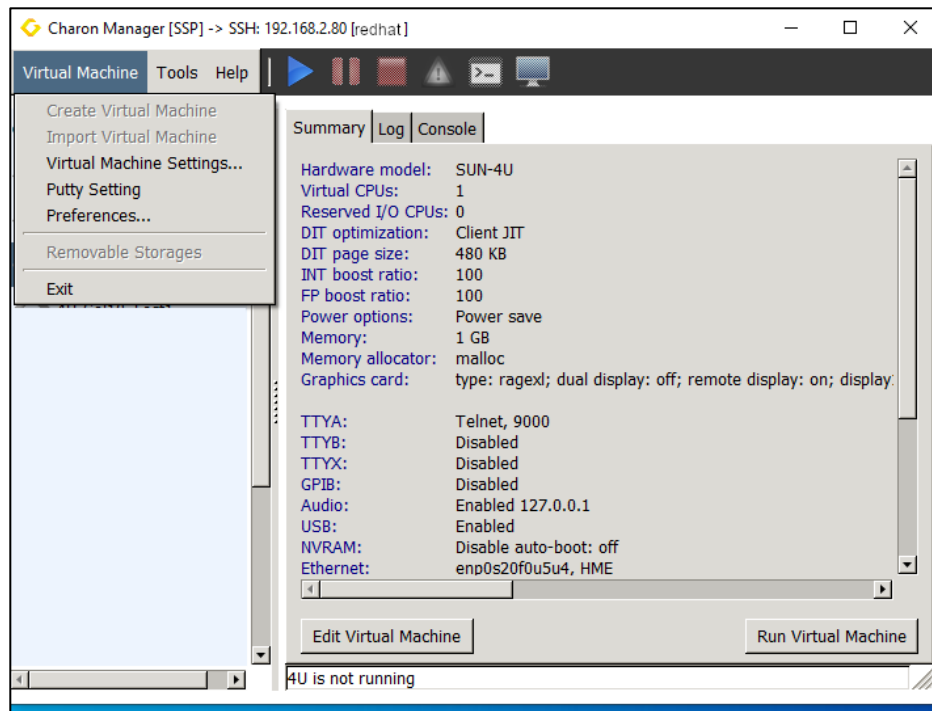 Charon Manager [SSP] -> SSH: 192.168.2.80 [redhat]
Virtual Machine Tools Help
Create Virtual Machine
Import Virtual Machine
Virtual Machine Settings...
Putty Setting
Preferences...
Removable Storages
Exit
Summary Log Console
Hardware model: SUN-4U
Virtual CPUs: 1
Reserved I/O CPUs: 0
DIT optimization: Client JIT
DIT page size: 480 KB
INT boost ratio: 100
FP boost ratio: 100
Power options: Power save
Memory: 1 GB
Memory allocator: malloc
Graphics card: type: ragexl; dual display: off; remote display: on; display:
TTYA: Telnet, 9000
TTYB: Disabled
TTYX: Disabled
GPIB: Disabled
Audio: Enabled 127.0.0.1
USB: Enabled
NVRAM: Disable auto-boot: off
Ethernet: enp0s20f0u5u4, HME
Edit Virtual Machine
Run Virtual Machine
4U is not running